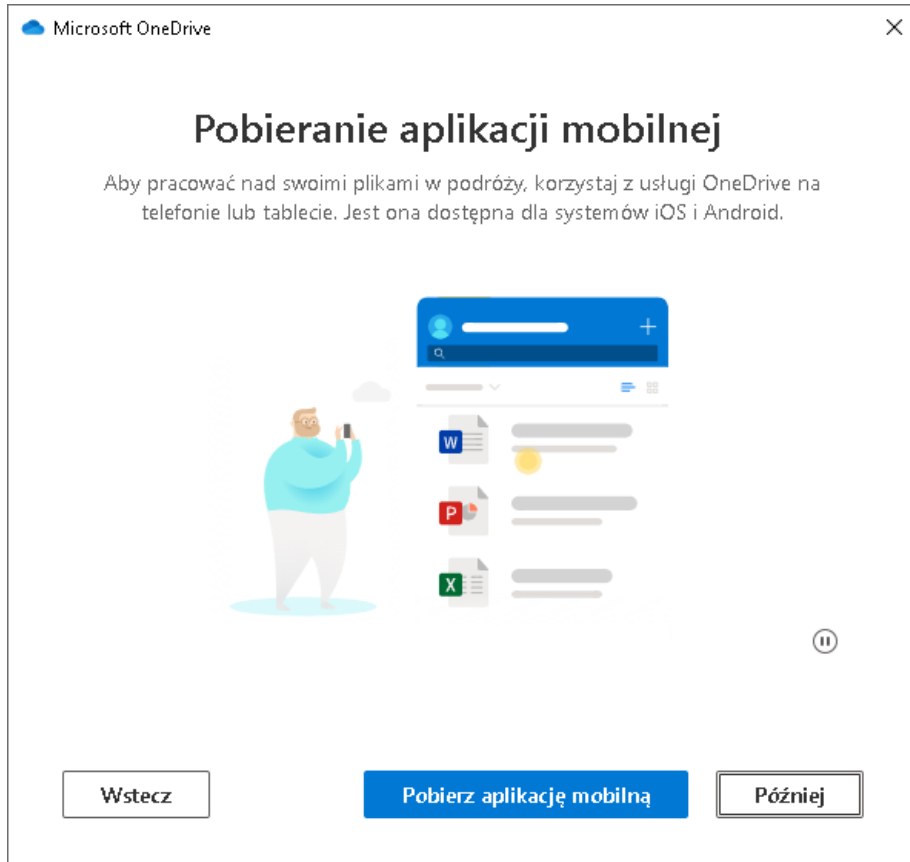 Microsoft OneDrive
Pobieranie aplikacji mobilnej
Aby pracować nad swoimi plikami w podróży, korzystaj z usługi OneDrive na
telefonie lub tablecie. Jest ona dostępna dla systemów iOS i Android.
W
P
X
Wstecz
Pobierz aplikację mobilną
Później